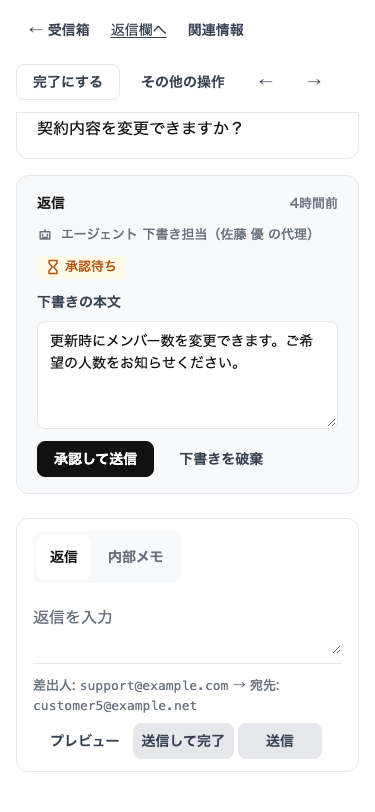 ← 受信箱 返信欄へ 関連情報
完了にする その他の操作 ← →
契約内容を変更できますか？
返信 4時間前
エージェント 下書き担当（佐藤 優 の代理）
承認待ち
下書きの本文
更新時にメンバー数を変更できます。ご希
望の人数をお知らせください。
承認して送信 下書きを破棄
返信 内部メモ
返信を入力
差出人: support@example.com → 宛先:
customer5@example.net
プレビュー 送信して完了 送信